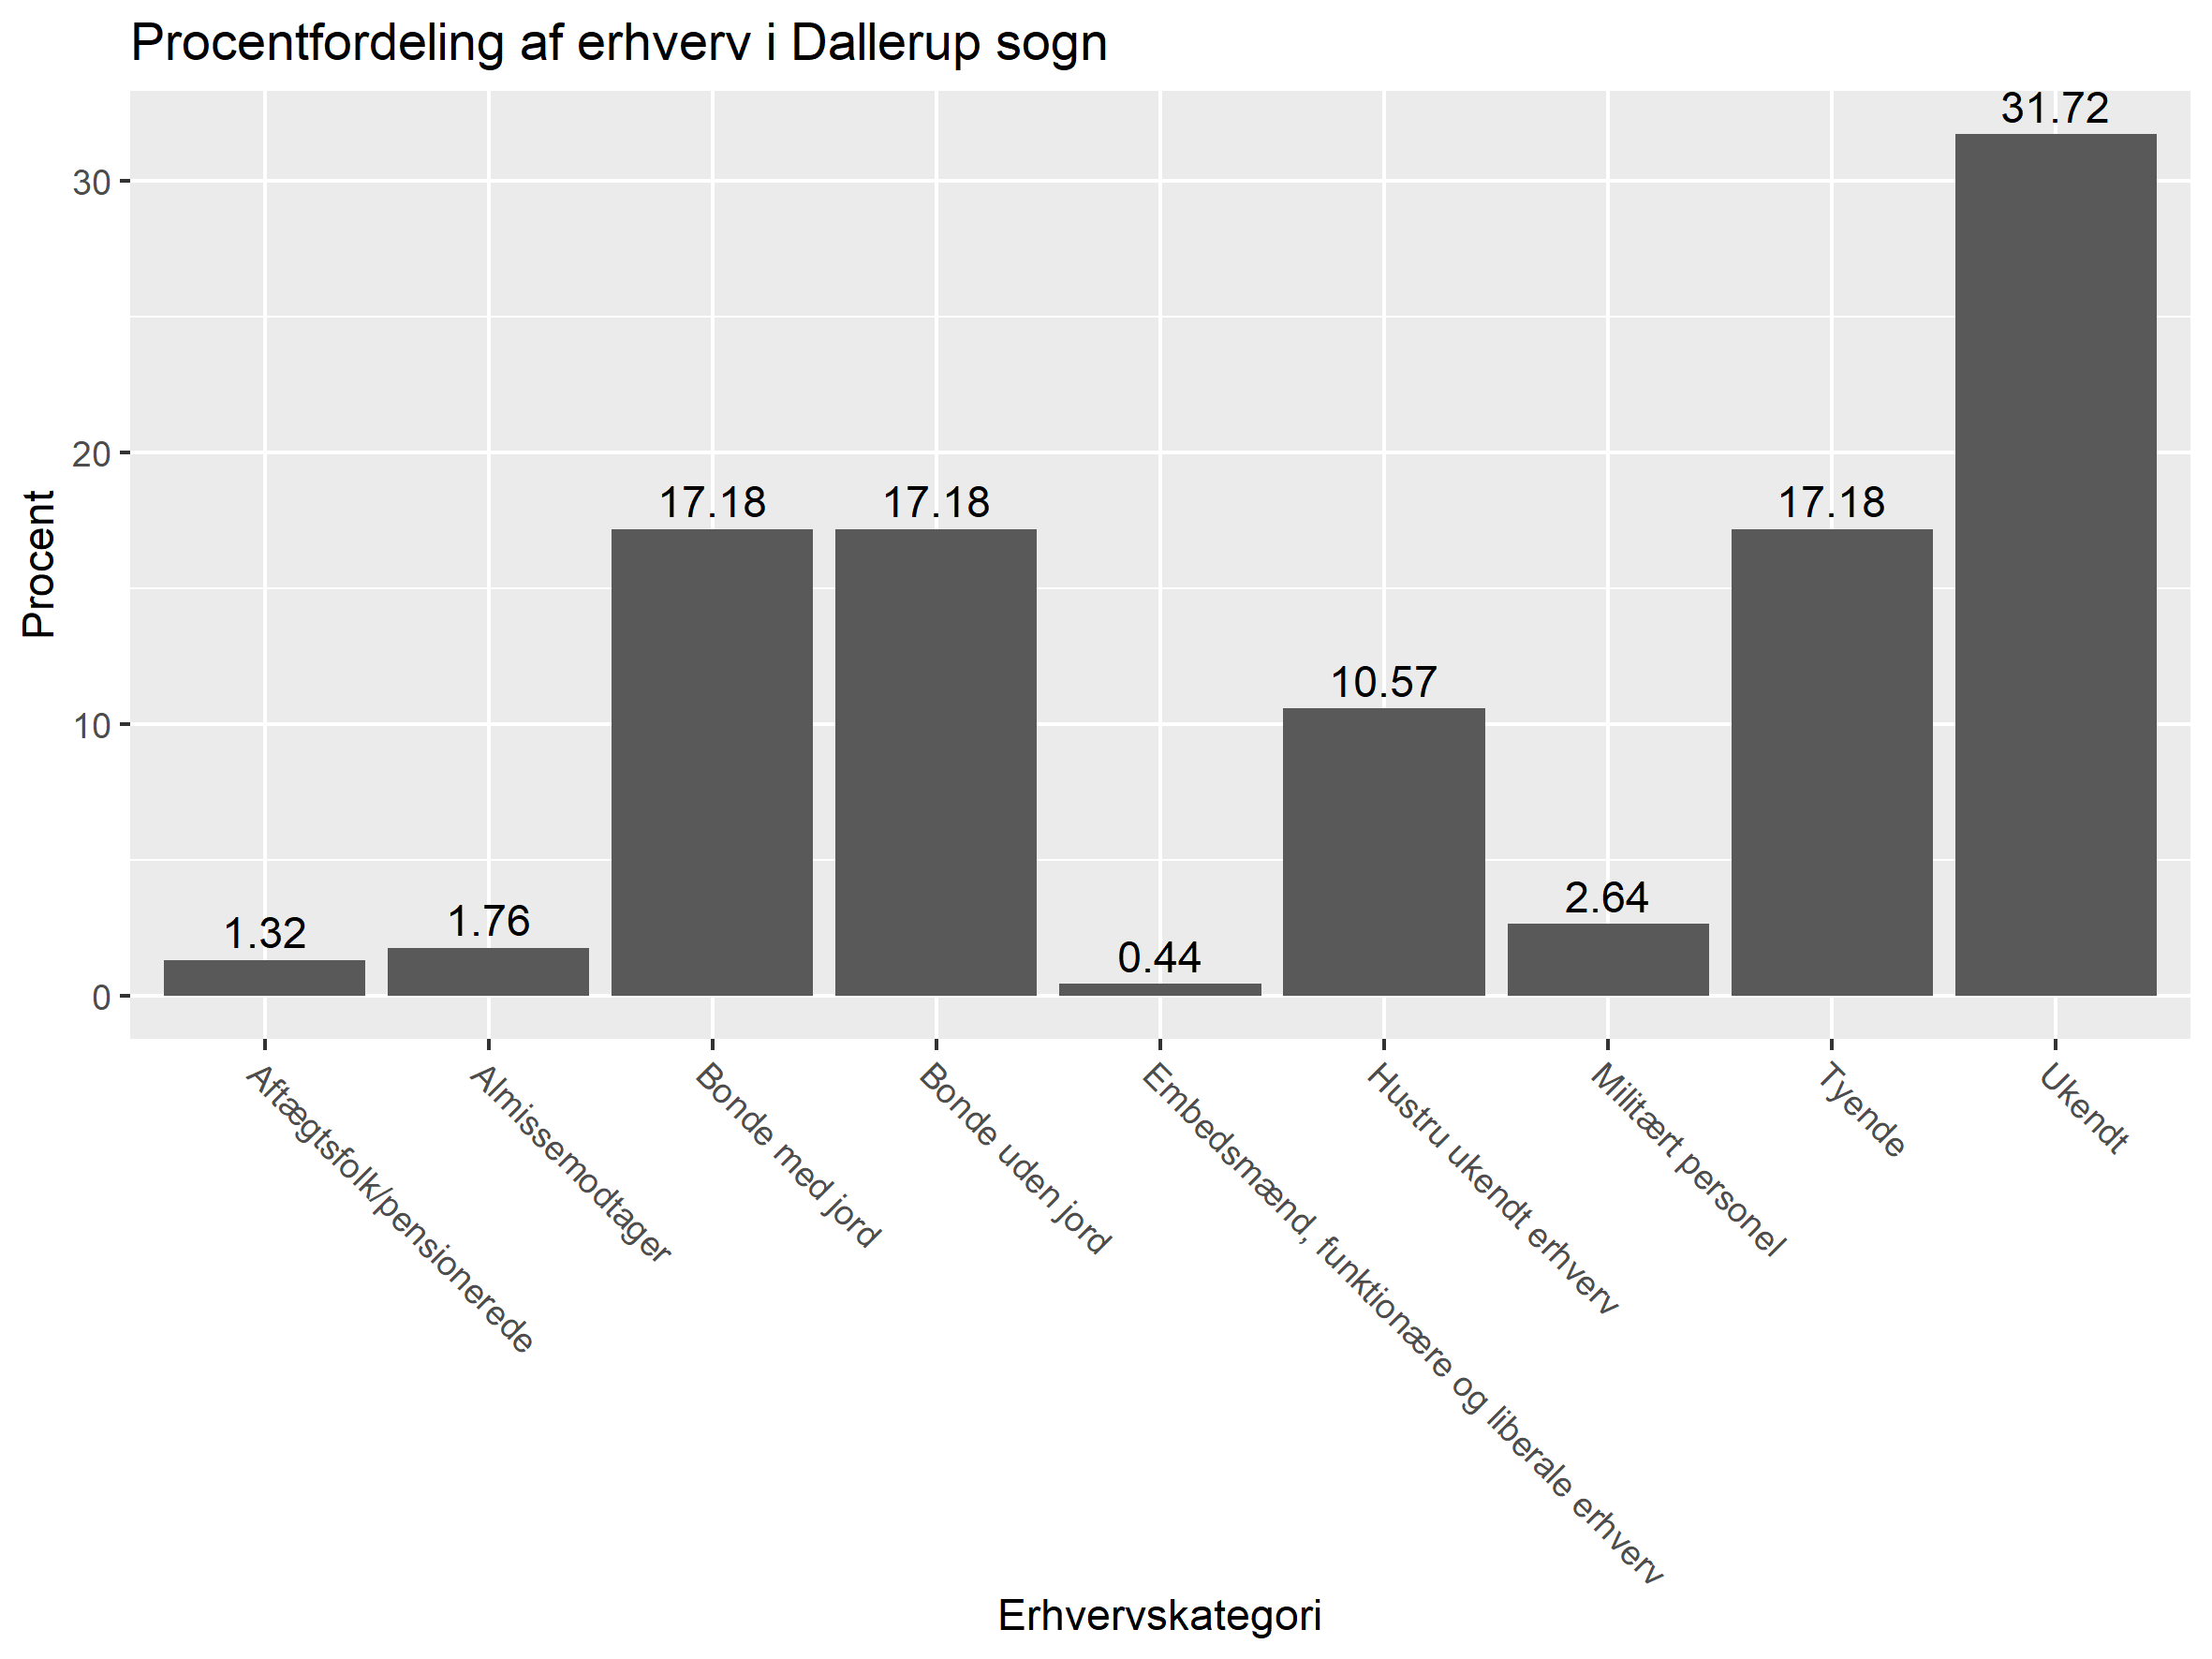 Procentfordeling af erhverv i Dallerup sogn
Procent
30
20
10
0
1.32
1.76
17.18
17.18
0.44
10.57
2.64
17.18
31.72
Aftægtsfolk/pensionerede
Almissemodtager
Bonde med jord
Bonde uden jord
Embedsmænd, funktionære og liberale erhverv
Hustru ukendt erhverv
Militært personel
Tyende
Ukendt
Erhvervskategori